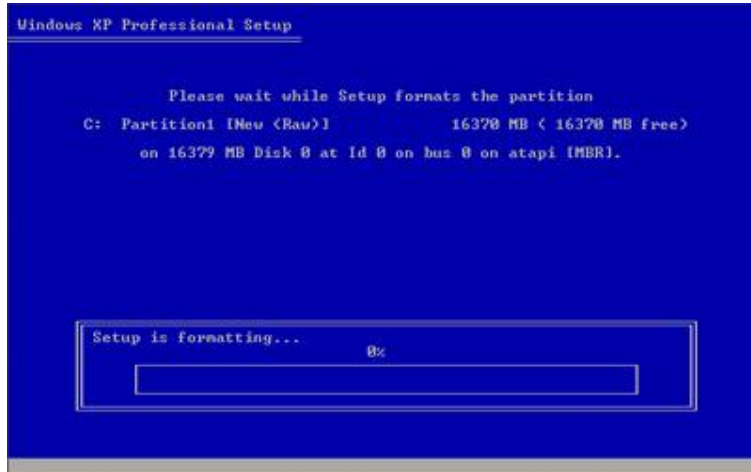 Windows XP Professional Setup
Please wait while Setup formats the partition
C: Partition1 [New (Raw)] 16370 MB ( 16370 MB free)
on 16379 MB Disk 0 at Id 0 on bus 0 on atapi [MBR].
Setup is formatting...
0%